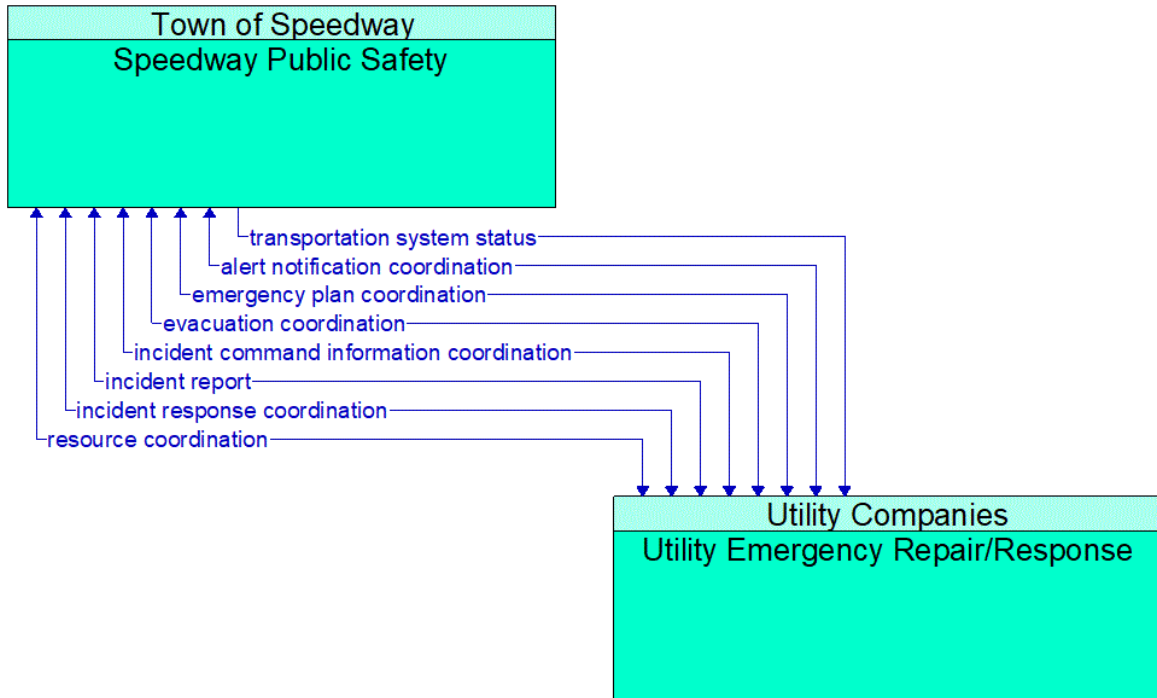 Town of Speedway
Speedway Public Safety
transportation system status
alert notification coordination
emergency plan coordination
evacuation coordination
incident command information coordination
incident report
incident response coordination
resource coordination
Utility Companies
Utility Emergency Repair/Response